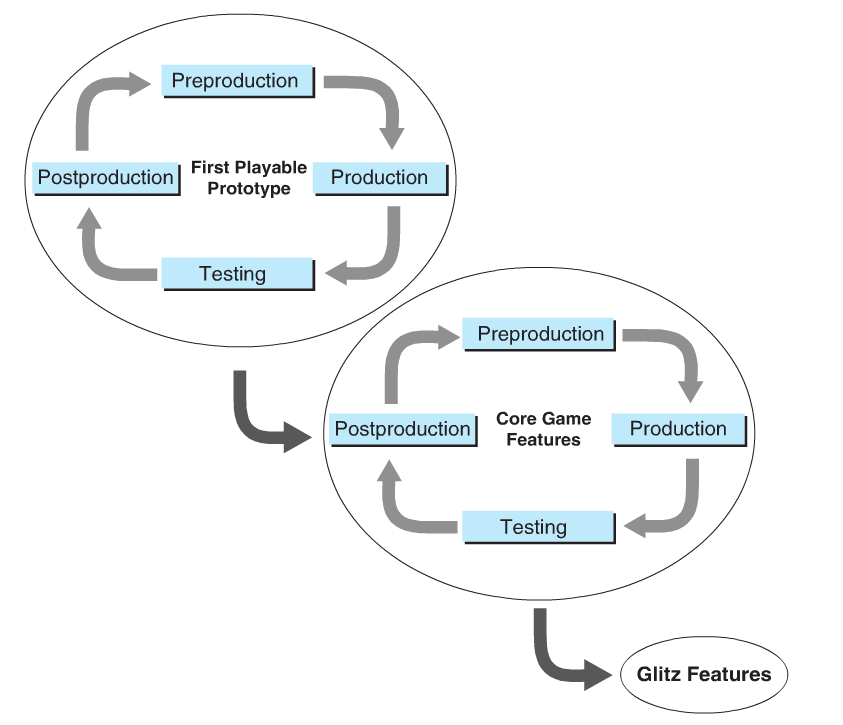 Preproduction
Postproduction
First Playable
Prototype
Production
Testing
Preproduction
Postproduction
Core Game
Features
Production
Testing
Glitz Features